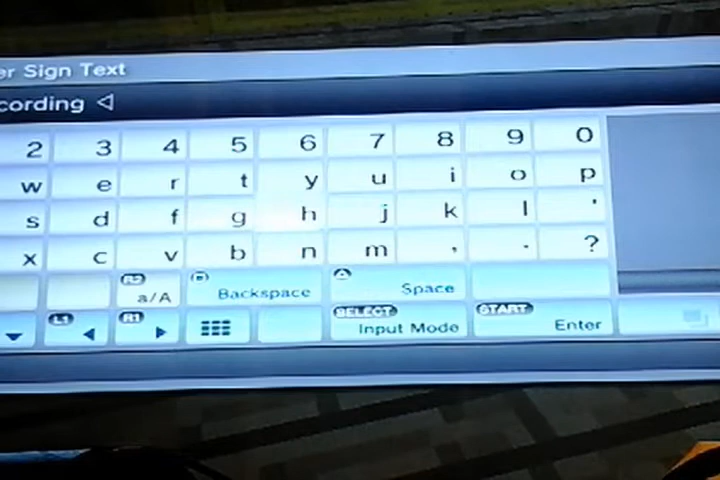 er Sign Text
cording
2 3 4 5 6 7 8 9 0
w e r t y u i o p
s d f g h j k l '
x c v b n m , . ?
R2 a/A Backspace Space
L1 R1 SELECT Input Mode START Enter